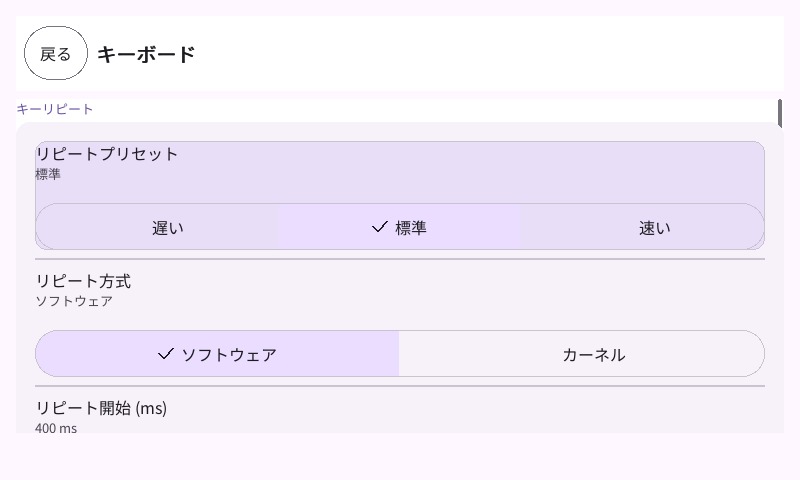 戻る
キーボード
キーリピート
リピートプリセット
標準
遅い
標準
速い
リピート方式
ソフトウェア
ソフトウェア
カーネル
リピート開始 (ms)
400 ms